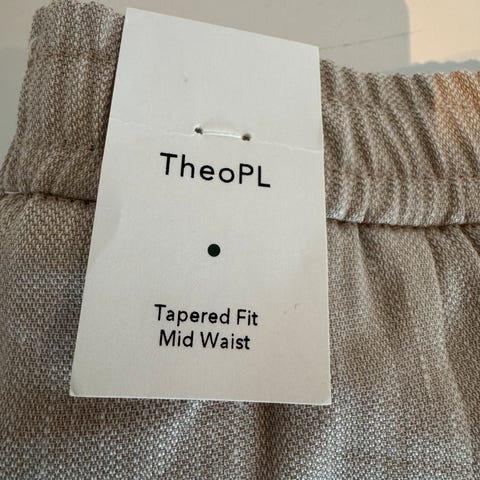 TheoPL
Tapered Fit
Mid Waist